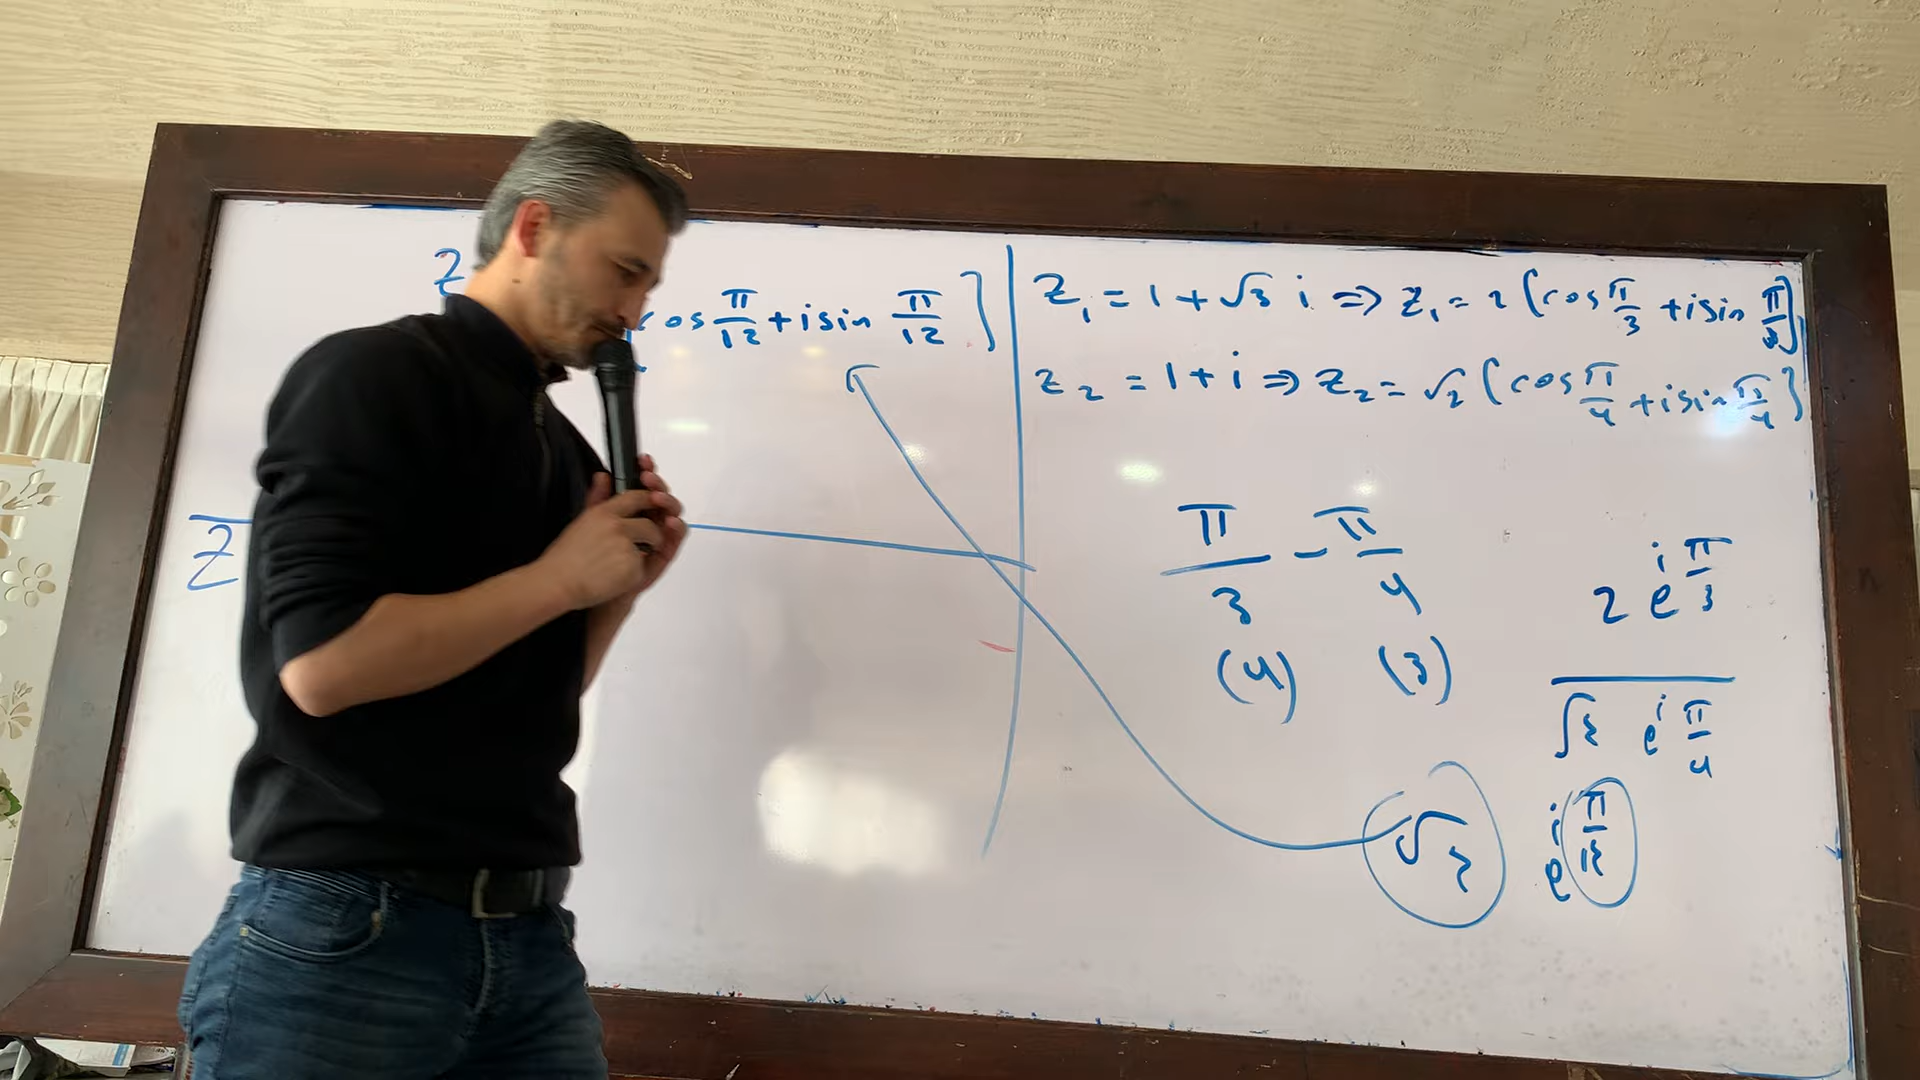 Z
cos π/12 + i sin π/12 ]
Z
Z₁ = 1 + √3 i ⇒ Z₁ = 2 (cos π/3 + i sin π/3)
Z₂ = 1 + i ⇒ Z₂ = √2 (cos π/4 + i sin π/4)
π/3 − π/4
(4) (3)
2 e^(i π/3)
√2 e^(i π/4)
√2 e^(i π/12)